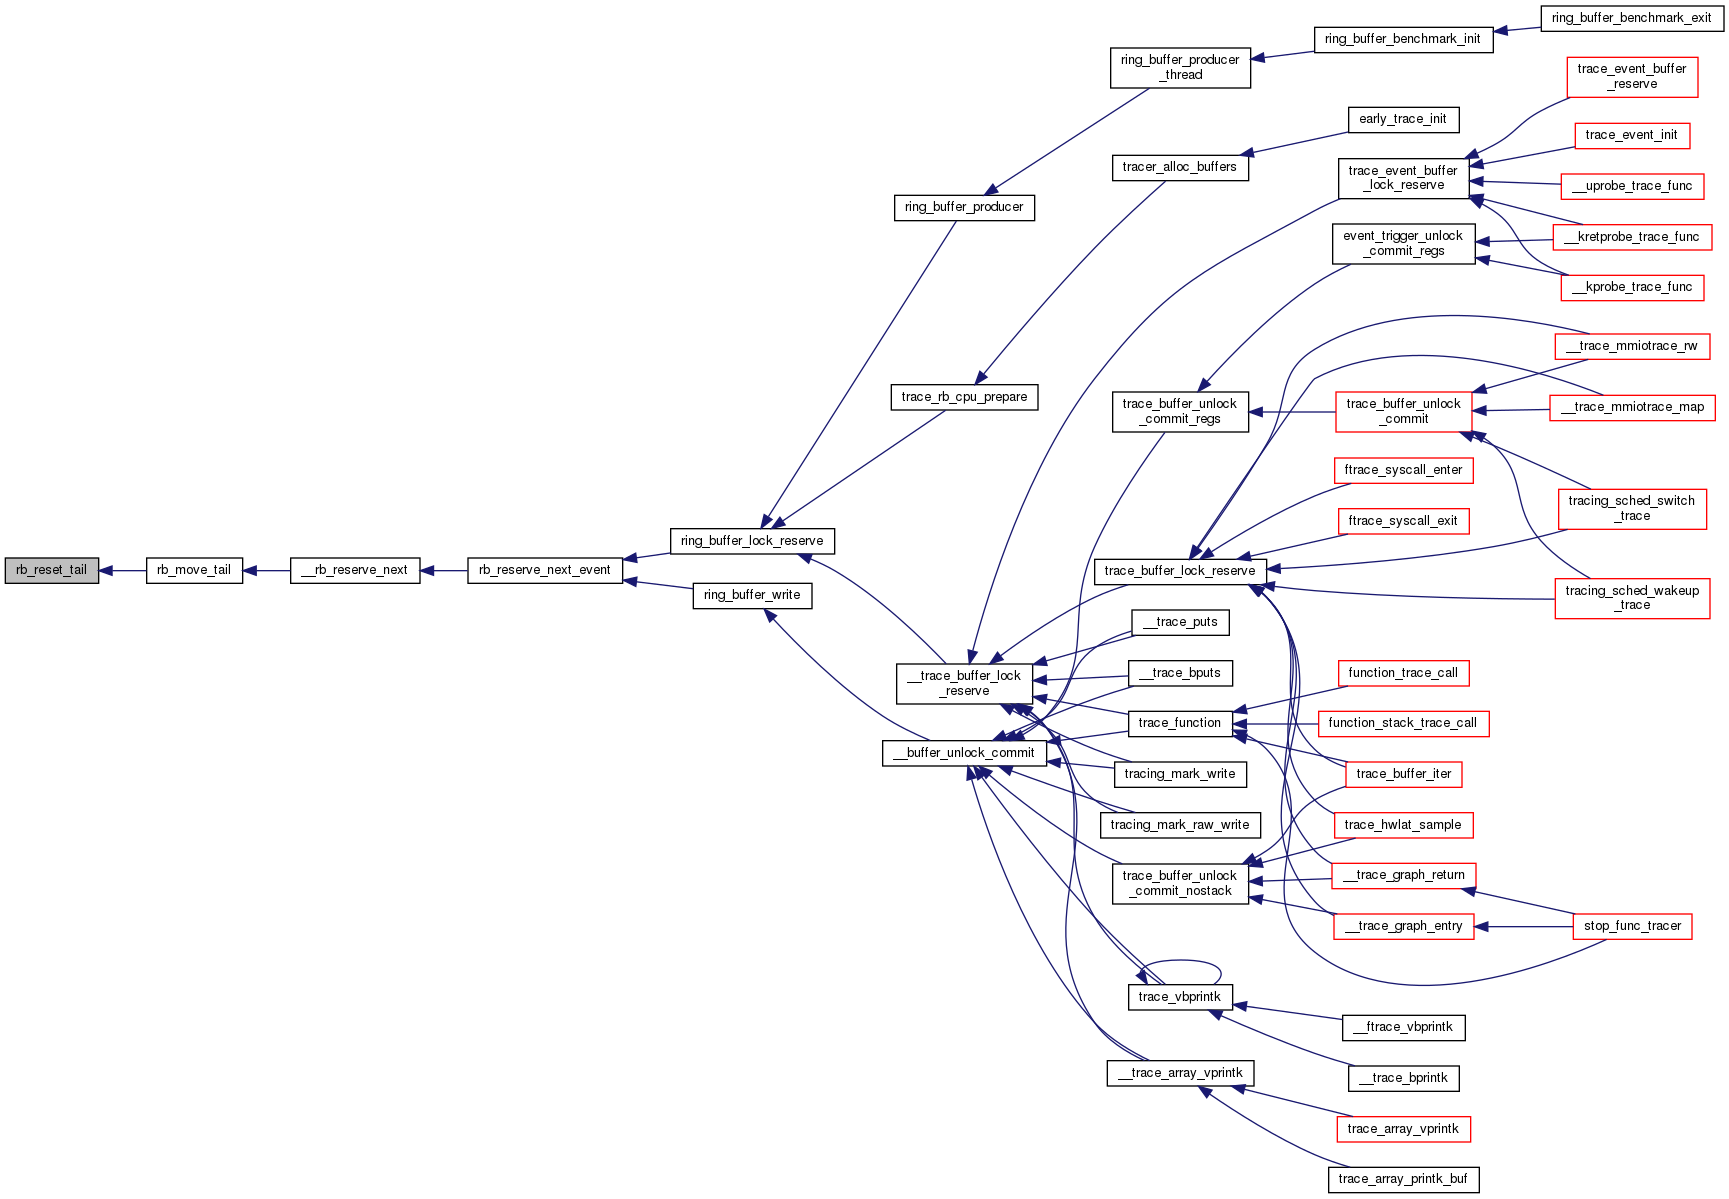 rb_reset_tail
rb_move_tail
__rb_reserve_next
rb_reserve_next_event
ring_buffer_lock_reserve
ring_buffer_write
ring_buffer_producer
trace_rb_cpu_prepare
__trace_buffer_lock
_reserve
__buffer_unlock_commit
ring_buffer_producer
_thread
tracer_alloc_buffers
trace_buffer_unlock
_commit_regs
trace_buffer_lock_reserve
__trace_puts
__trace_bputs
trace_function
tracing_mark_write
tracing_mark_raw_write
trace_buffer_unlock
_commit_nostack
trace_vbprintk
__trace_array_vprintk
ring_buffer_benchmark_init
early_trace_init
trace_event_buffer
_lock_reserve
event_trigger_unlock
_commit_regs
trace_buffer_unlock
_commit
ftrace_syscall_enter
ftrace_syscall_exit
function_trace_call
function_stack_trace_call
trace_buffer_iter
trace_hwlat_sample
__trace_graph_return
__trace_graph_entry
__ftrace_vbprintk
__trace_bprintk
trace_array_vprintk
trace_array_printk_buf
ring_buffer_benchmark_exit
trace_event_buffer
_reserve
trace_event_init
__uprobe_trace_func
__kretprobe_trace_func
__kprobe_trace_func
__trace_mmiotrace_rw
__trace_mmiotrace_map
tracing_sched_switch
_trace
tracing_sched_wakeup
_trace
stop_func_tracer